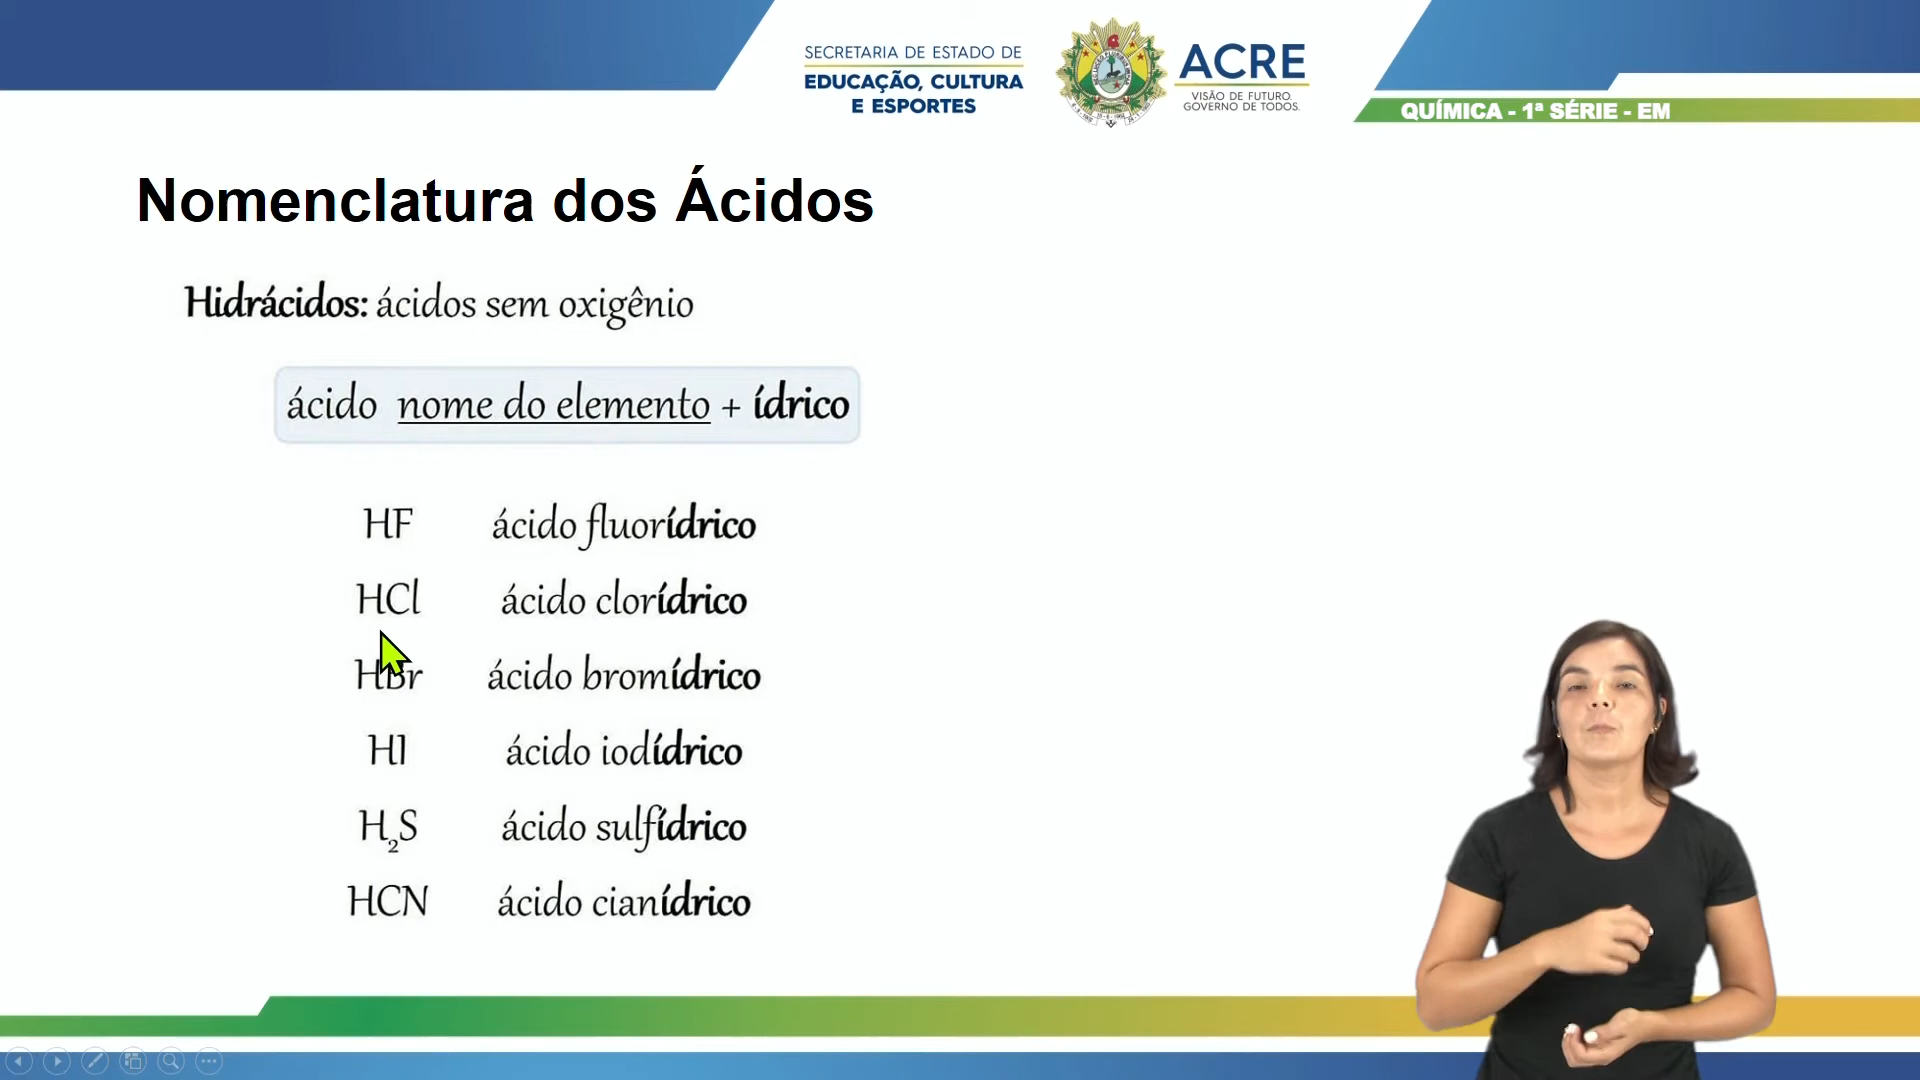 SECRETARIA DE ESTADO DE
EDUCAÇÃO, CULTURA
E ESPORTES
ACRE
VISÃO DE FUTURO.
GOVERNO DE TODOS.
QUÍMICA - 1ª SÉRIE - EM
Nomenclatura dos Ácidos
Hidrácidos: ácidos sem oxigênio
ácido nome do elemento + ídrico
HF ácido fluorídrico
HCl ácido clorídrico
HBr ácido bromídrico
HI ácido iodídrico
H₂S ácido sulfídrico
HCN ácido cianídrico